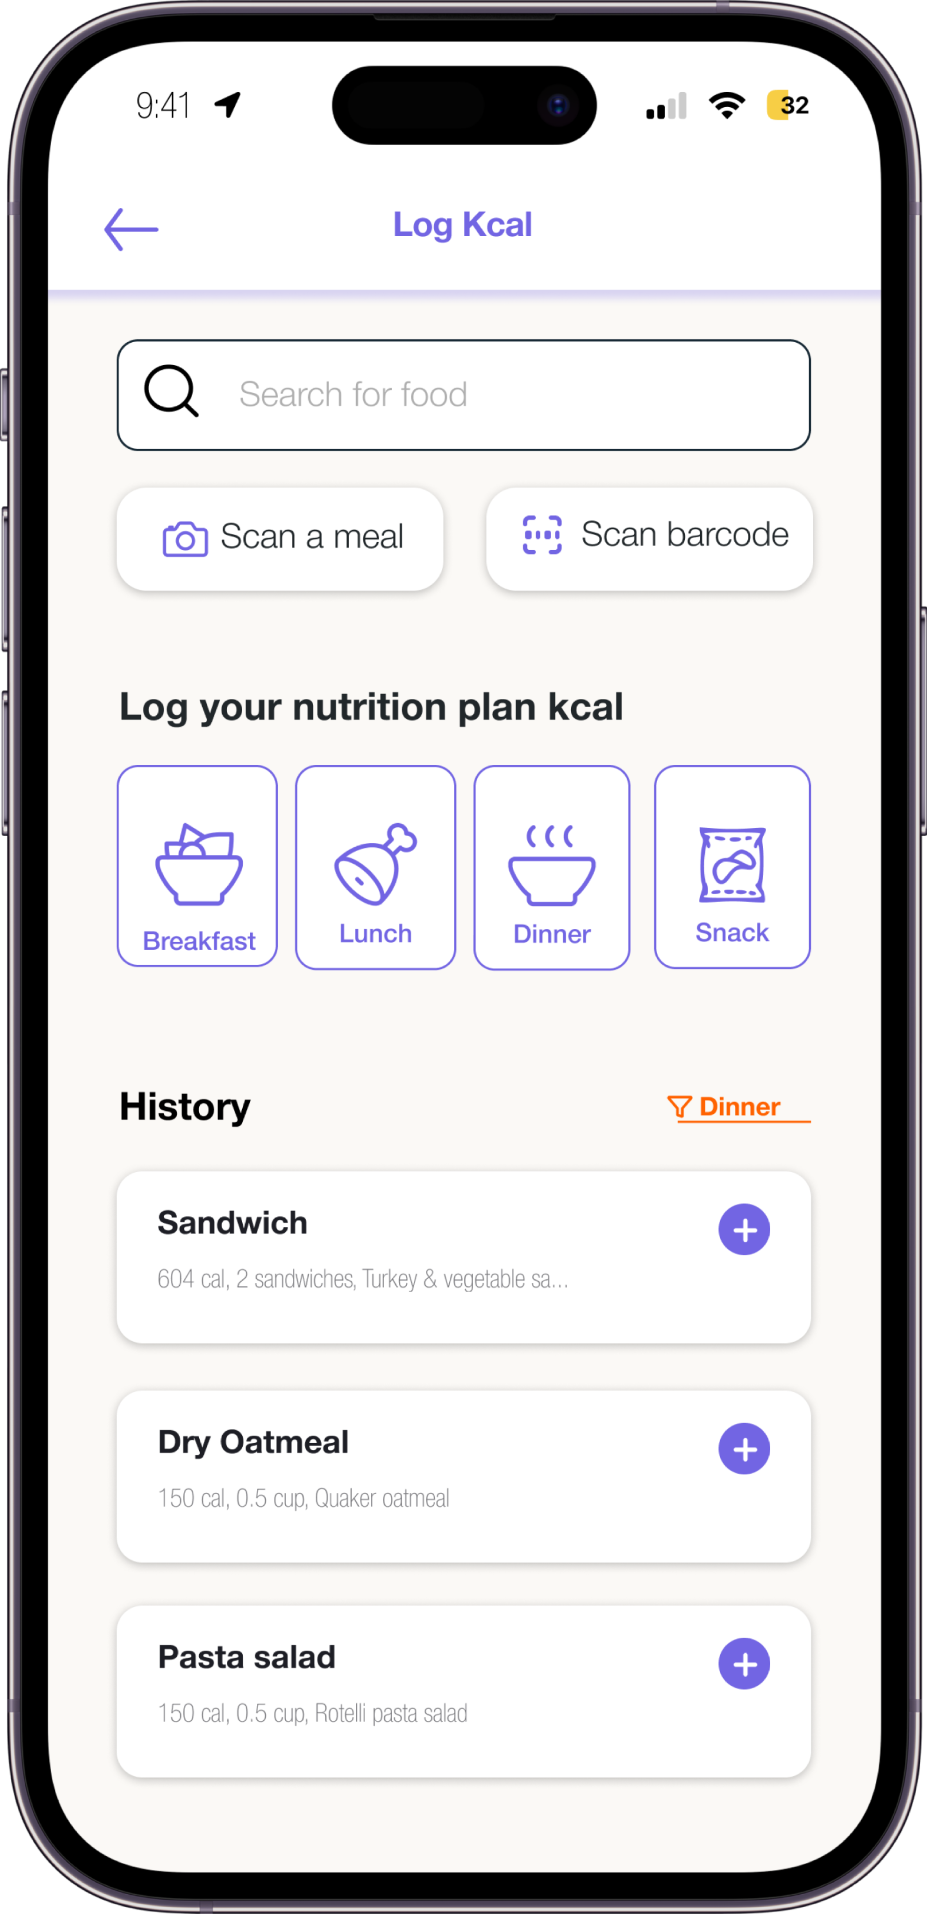 9:41
32
Log Kcal
Search for food
Scan a meal
Scan barcode
Log your nutrition plan kcal
Breakfast
Lunch
Dinner
Snack
History
Dinner
Sandwich
604 cal, 2 sandwiches, Turkey & vegetable sa...
Dry Oatmeal
150 cal, 0.5 cup, Quaker oatmeal
Pasta salad
150 cal, 0.5 cup, Rotelli pasta salad